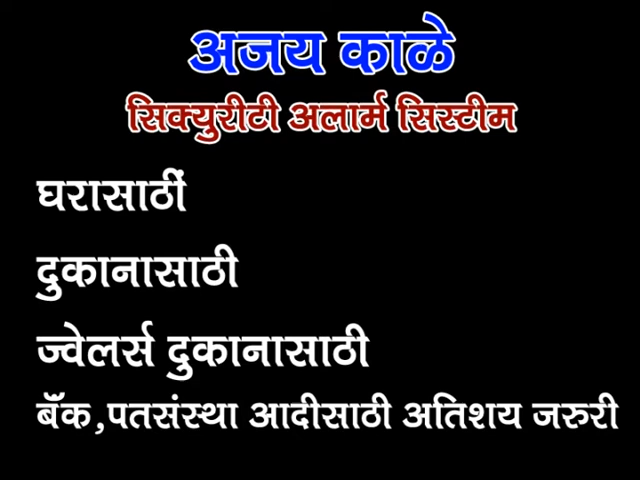 अजय काळे
सिक्युरीटी अलार्म सिस्टीम
घरासाठीं
दुकानासाठी
ज्वेलर्स दुकानासाठी
बॅंक,पतसंस्था आदीसाठी अतिशय जरुरी